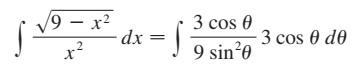 ∫ √(9 − x²) / x² dx = ∫ 3 cos θ / 9 sin²θ 3 cos θ dθ